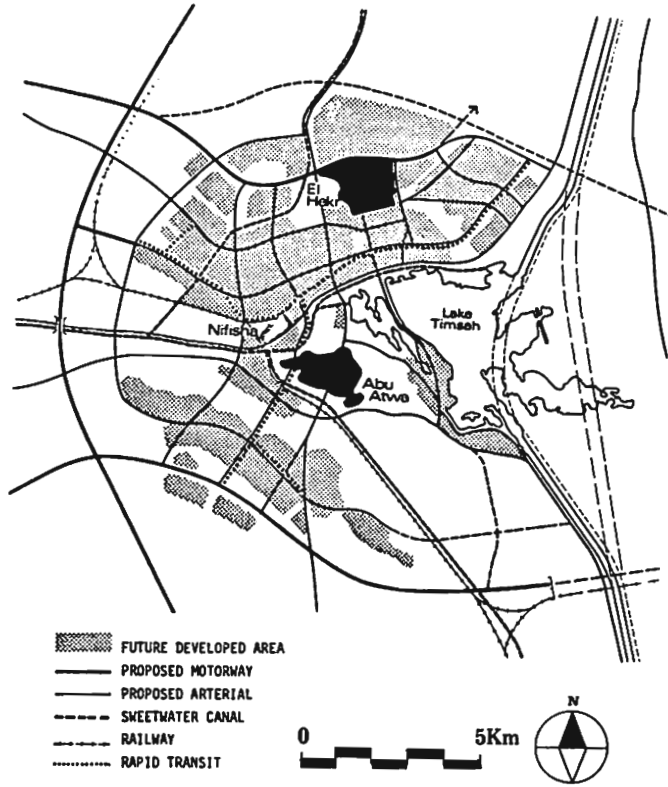 El
Hekr
Lake
Timsah
Nifisha
Abu
Atwa
FUTURE DEVELOPED AREA
PROPOSED MOTORWAY
PROPOSED ARTERIAL
SWEETWATER CANAL
RAILWAY
RAPID TRANSIT
0 5Km
N